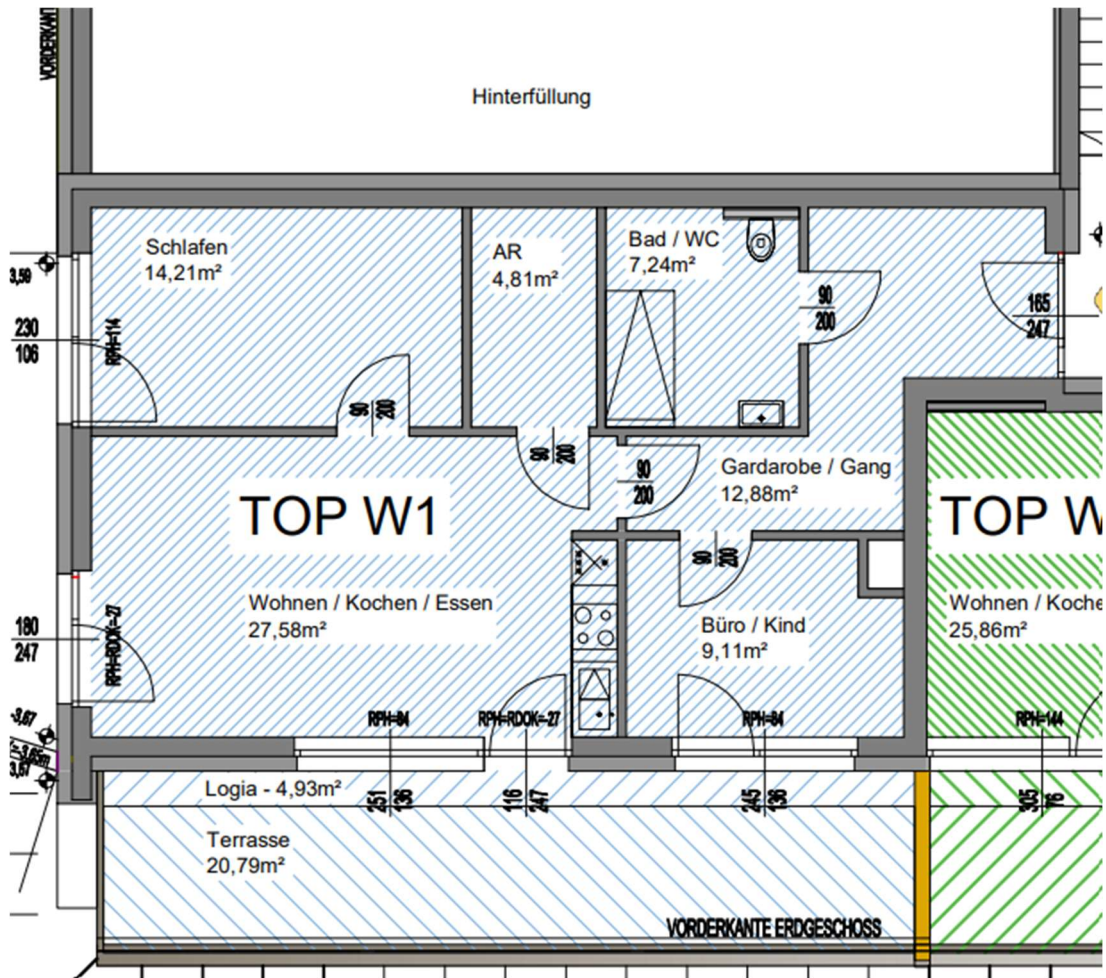 VORDERKANT
Hinterfüllung
Schlafen
14,21m²
AR
4,81m²
Bad / WC
7,24m²
3,59
230
106
RPH=114
90
200
165
247
90
200
90
200
90
200
Gardarobe / Gang
12,88m²
TOP W1
TOP W
90
200
Wohnen / Kochen / Essen
27,58m²
Büro / Kind
9,11m²
Wohnen / Koche
25,86m²
180
247
RPH=RDOK=-27
-3,67
-3,65m
3,67
RPH=84
RPH=RDOK=-27
RPH=84
RPH=144
Logia - 4,93m²
251
136
116
247
245
136
305
76
Terrasse
20,79m²
VORDERKANTE ERDGESCHOSS